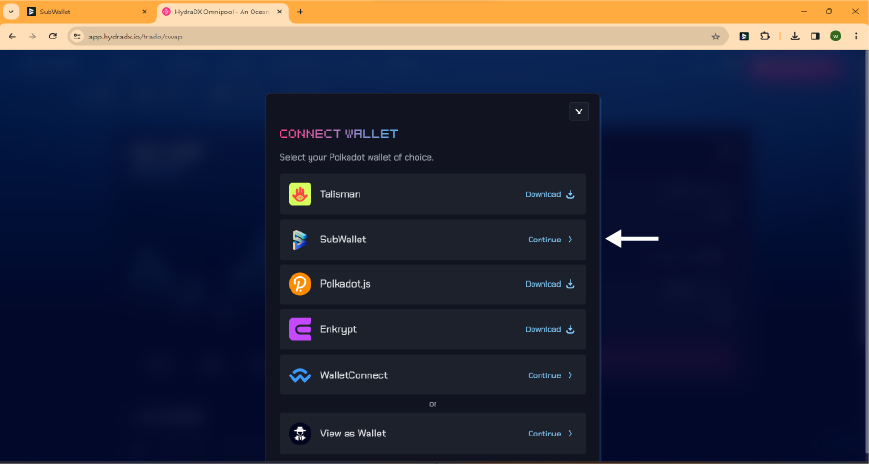 SubWallet
HydraDX Omnipool - An Ocean
app.hydradx.io/trade/swap
W
CONNECT WALLET
Select your Polkadot wallet of choice.
Talisman Download
SubWallet Continue
Polkadot.js Download
Enkrypt Download
WalletConnect Continue
or
View as Wallet Continue